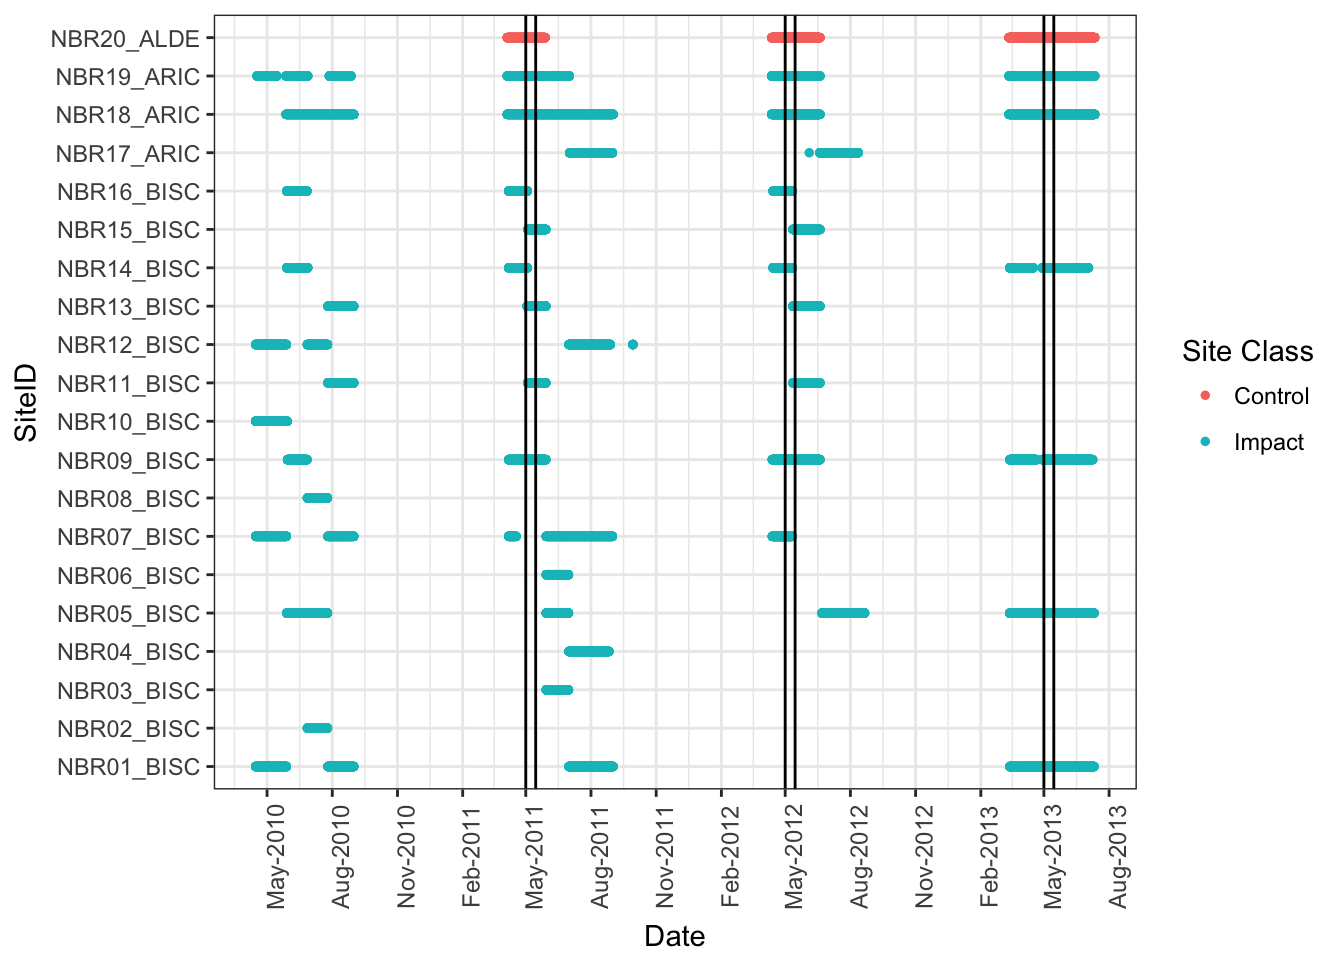 NBR20_ALDE
NBR19_ARIC
NBR18_ARIC
NBR17_ARIC
NBR16_BISC
NBR15_BISC
NBR14_BISC
NBR13_BISC
NBR12_BISC
NBR11_BISC
NBR10_BISC
NBR09_BISC
NBR08_BISC
NBR07_BISC
NBR06_BISC
NBR05_BISC
NBR04_BISC
NBR03_BISC
NBR02_BISC
NBR01_BISC
SiteID
May-2010
Aug-2010
Nov-2010
Feb-2011
May-2011
Aug-2011
Nov-2011
Feb-2012
May-2012
Aug-2012
Nov-2012
Feb-2013
May-2013
Aug-2013
Date
Site Class
Control
Impact